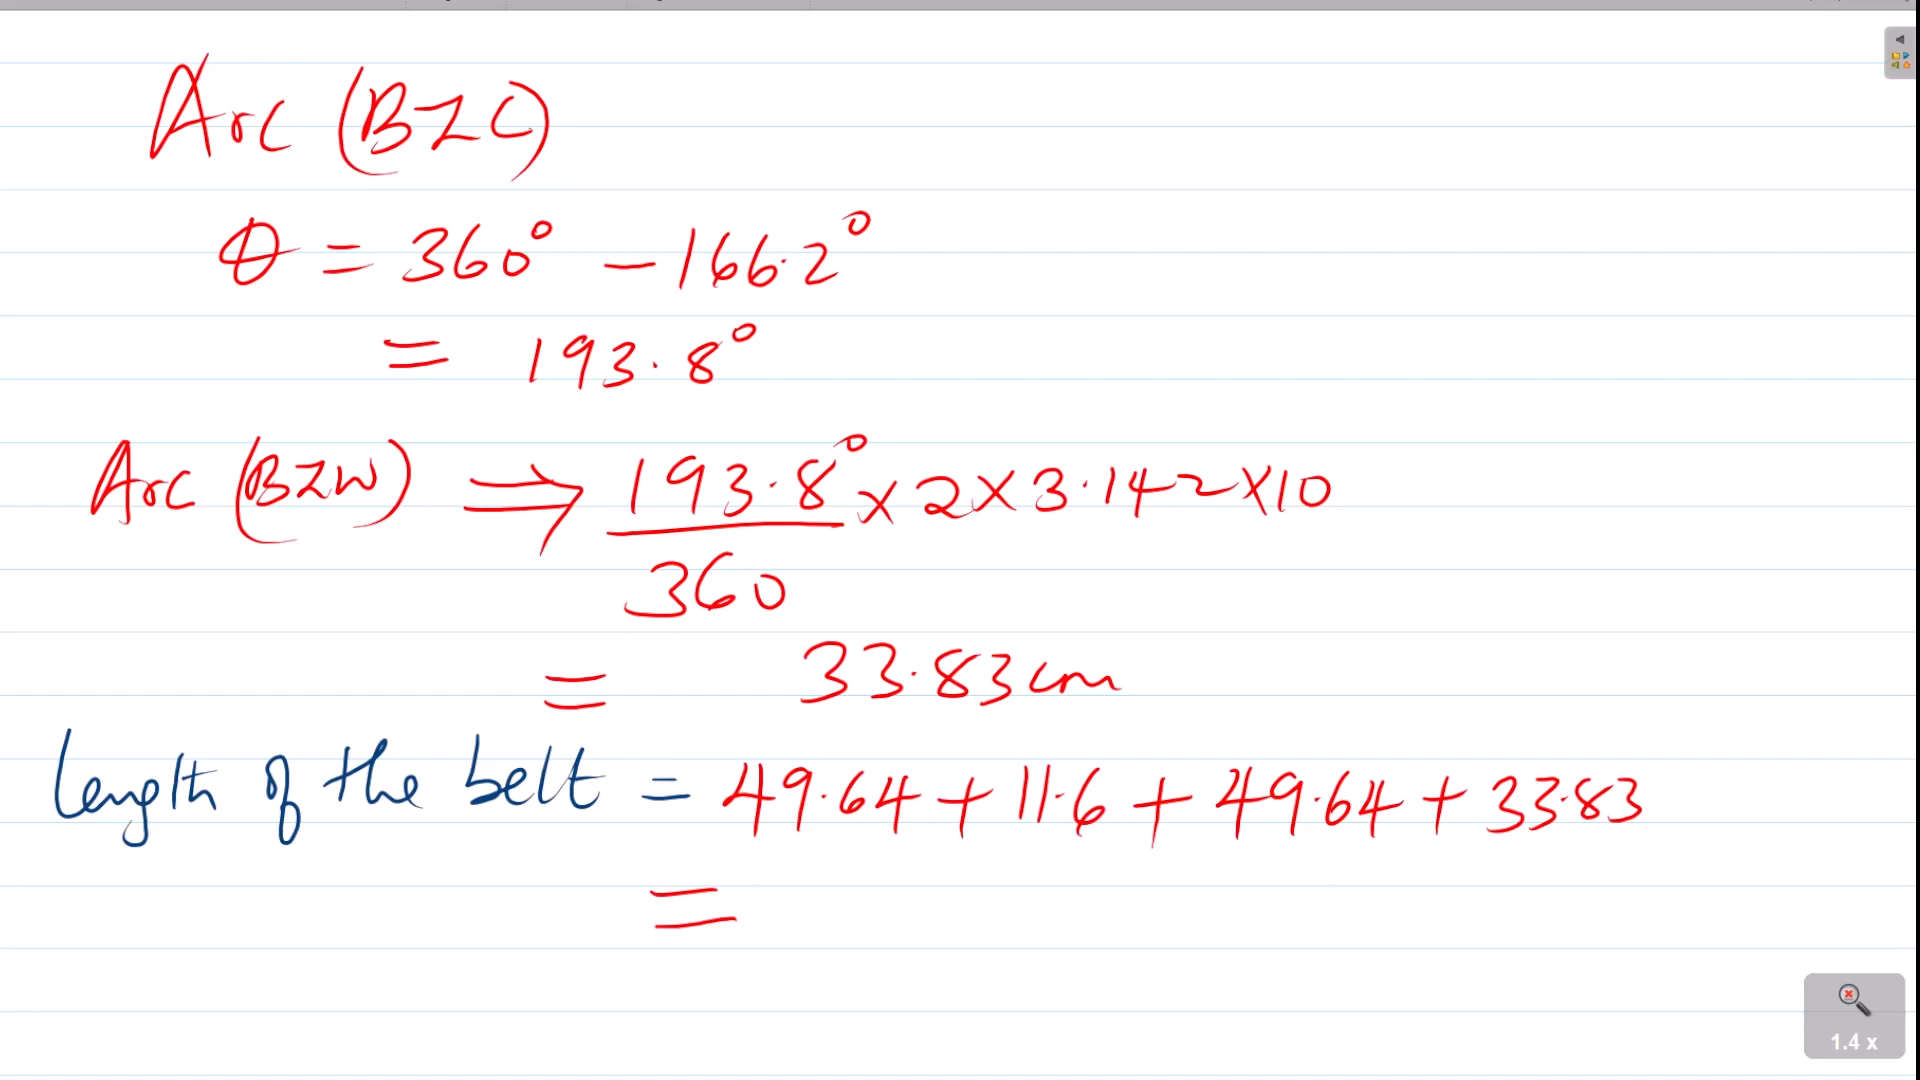 Arc (BZC)
θ = 360° - 166.2°
= 193.8°
Arc (BZW) ⇒ 193.8° × 2 × 3.142 × 10
360
= 33.83cm
Length of the belt = 49.64 + 11.6 + 49.64 + 33.83
=
1.4 x